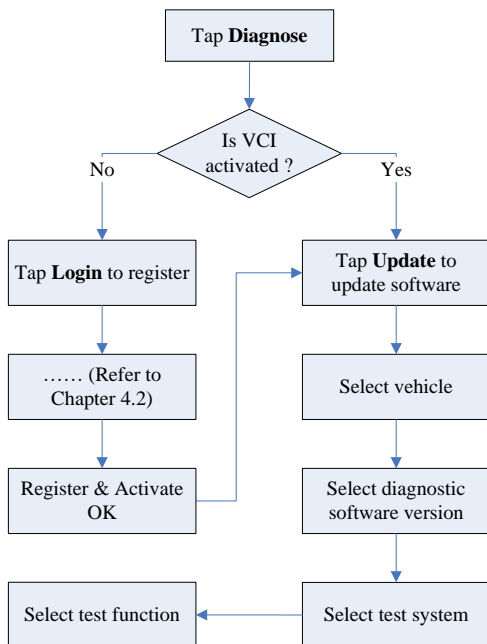 Tap Diagnose
Is VCI
activated ?
No
Yes
Tap Login to register
Tap Update to
update software
…… (Refer to
Chapter 4.2)
Select vehicle
Register & Activate
OK
Select diagnostic
software version
Select test function
Select test system